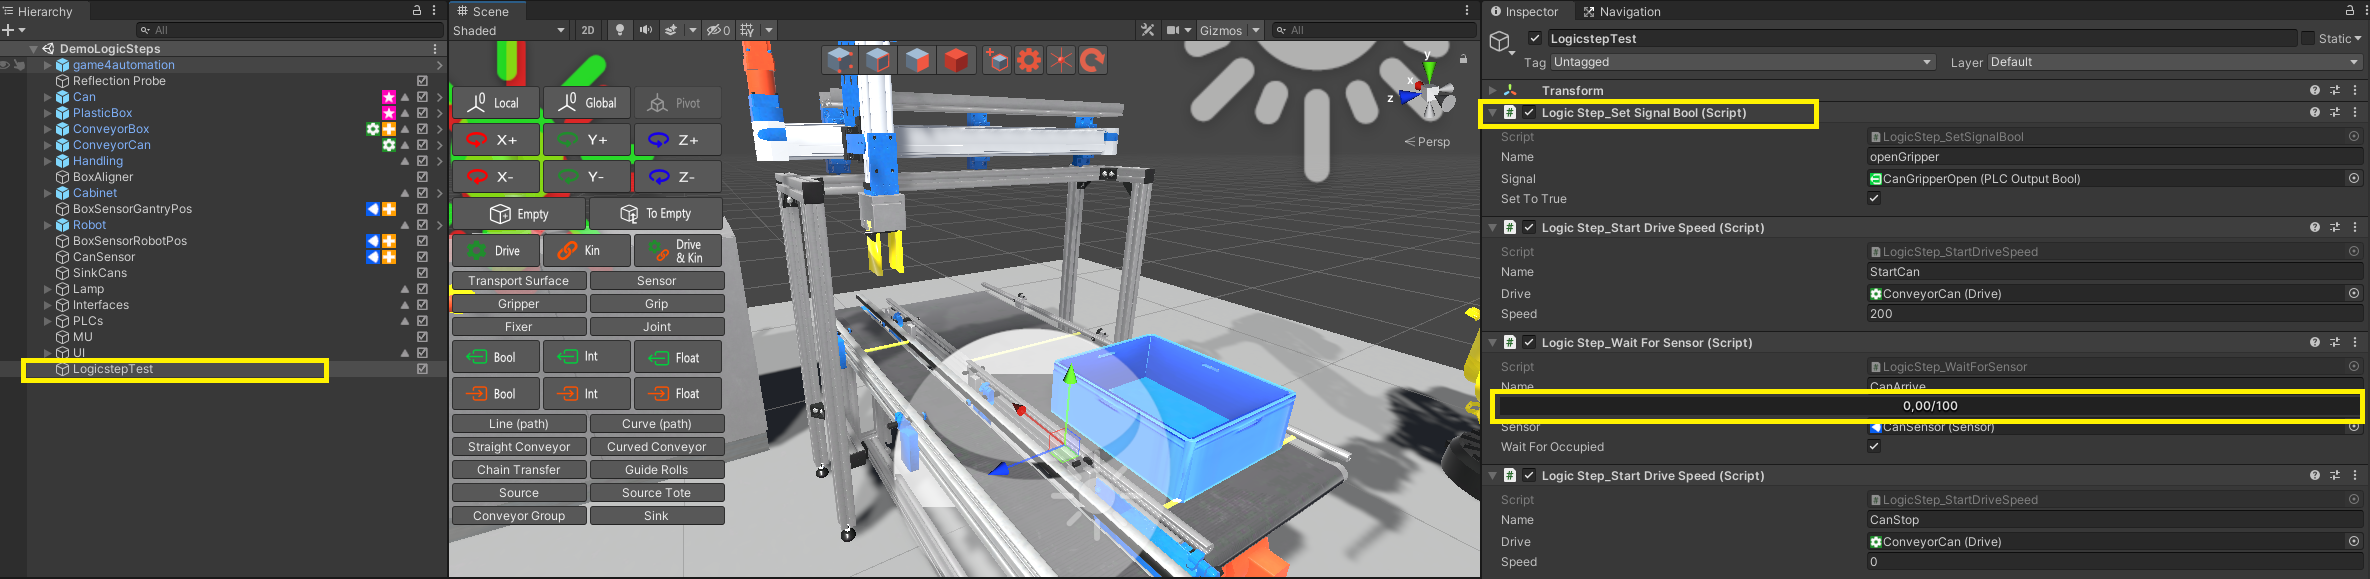 Hierarchy
All
DemoLogicSteps
game4automation
Reflection Probe
Can
PlasticBox
ConveyorBox
ConveyorCan
Handling
BoxAligner
Cabinet
BoxSensorGantryPos
Robot
BoxSensorRobotPos
CanSensor
SinkCans
Lamp
Interfaces
PLCs
MU
UI
LogicstepTest
Scene
Shaded
2D
0
Gizmos
All
Local Global Pivot
X+ Y+ Z+
X- Y- Z-
Empty To Empty
Drive Kin Drive & Kin
Transport Surface Sensor
Gripper Grip
Fixer Joint
Bool Int Float
Bool Int Float
Line (path) Curve (path)
Straight Conveyor Curved Conveyor
Chain Transfer Guide Rolls
Source Source Tote
Conveyor Group Sink
y
x
z
Persp
Inspector Navigation
LogicstepTest Static
Tag Untagged Layer Default
Transform
Logic Step_Set Signal Bool (Script)
Script LogicStep_SetSignalBool
Name openGripper
Signal CanGripperOpen (PLC Output Bool)
Set To True
Logic Step_Start Drive Speed (Script)
Script LogicStep_StartDriveSpeed
Name StartCan
Drive ConveyorCan (Drive)
Speed 200
Logic Step_Wait For Sensor (Script)
Script LogicStep_WaitForSensor
Name CanArrive
0,00/100
Sensor CanSensor (Sensor)
Wait For Occupied
Logic Step_Start Drive Speed (Script)
Script LogicStep_StartDriveSpeed
Name CanStop
Drive ConveyorCan (Drive)
Speed 0